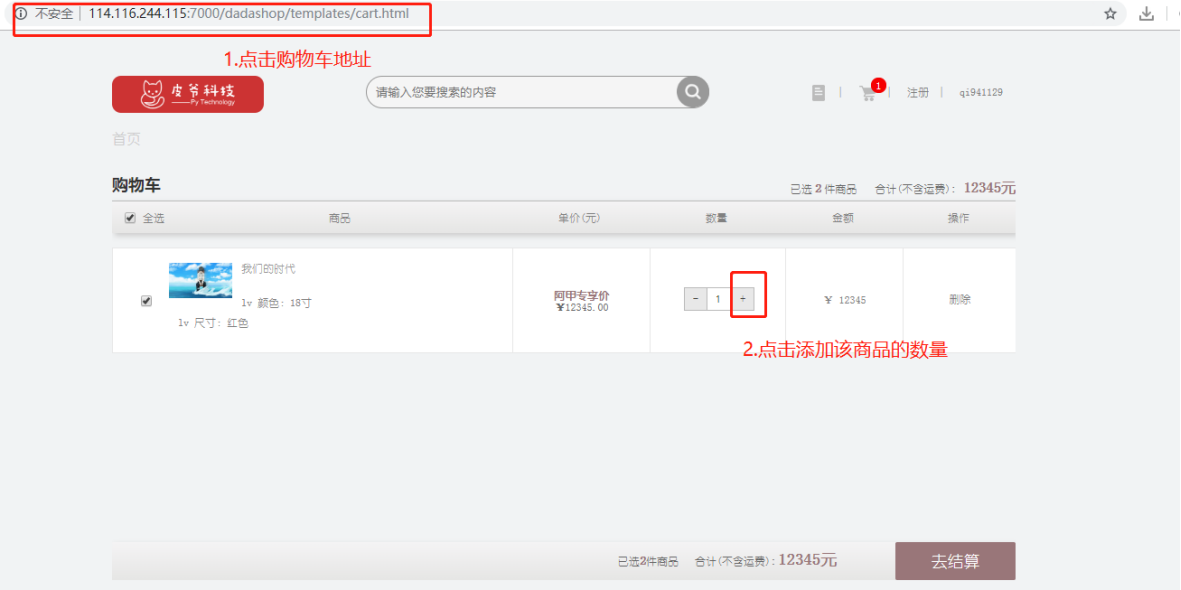 不安全 | 114.116.244.115:7000/dadashop/templates/cart.html
1.点击购物车地址
皮爷科技
Py Technology
请输入您要搜索的内容
1
注册
qi941129
首页
购物车
已选 2 件商品 合计(不含运费): 12345元
全选 商品 单价(元) 数量 金额 操作
我们的时代
lv 颜色: 18寸
lv 尺寸: 红色
阿甲专享价
¥12345.00
- 1 +
¥ 12345
删除
2.点击添加该商品的数量
已选2件商品 合计(不含运费): 12345元
去结算